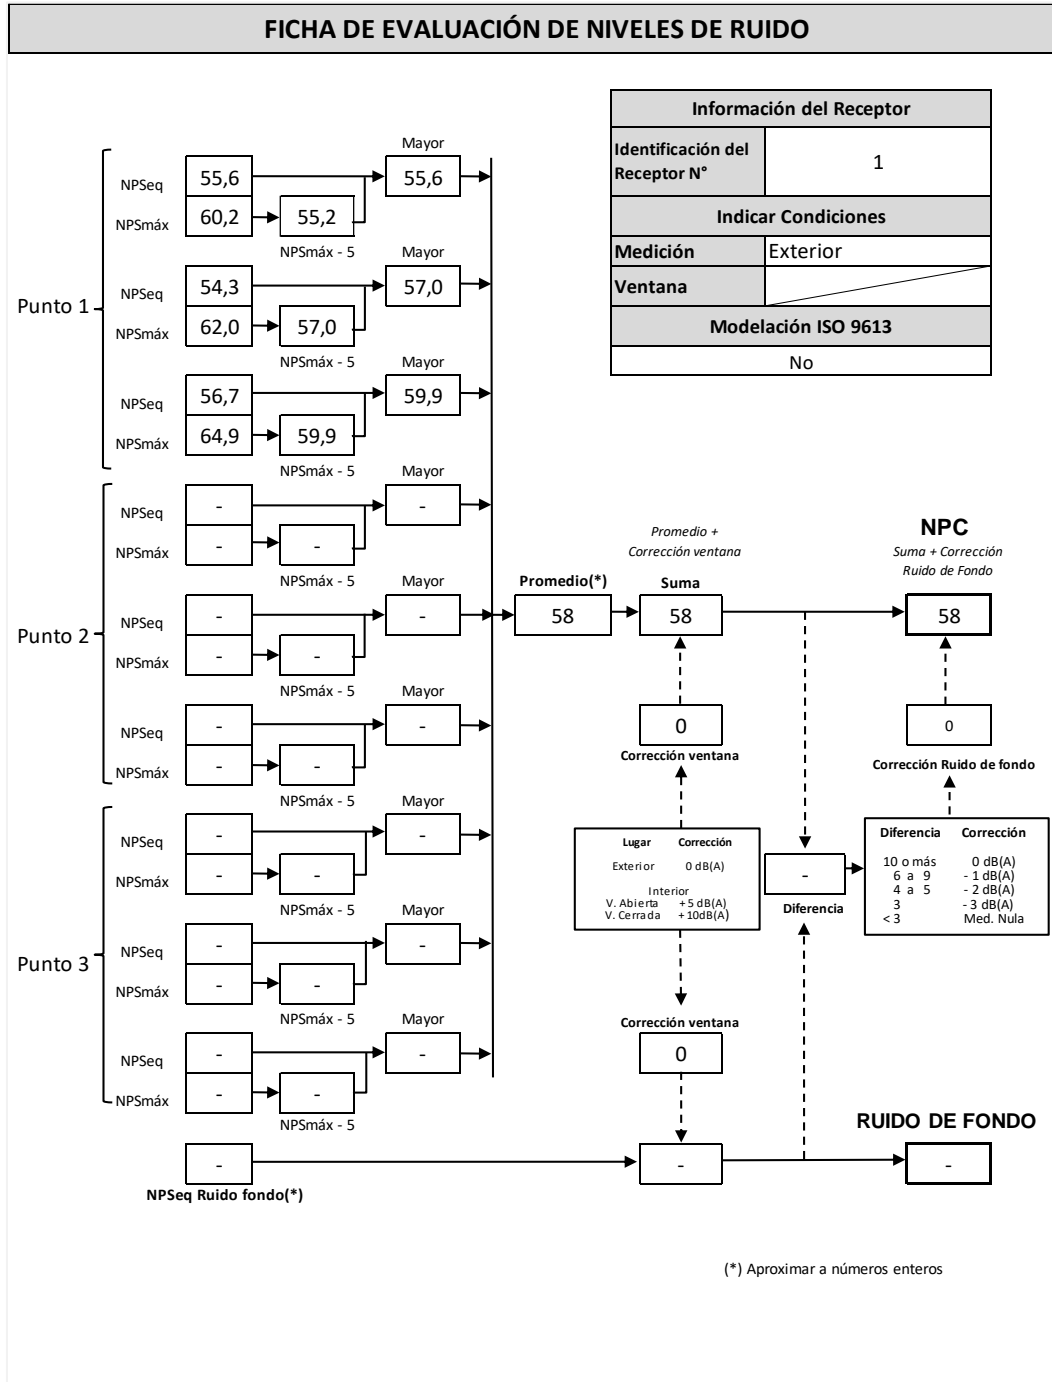 FICHA DE EVALUACIÓN DE NIVELES DE RUIDO
Información del Receptor
Identificación del Receptor N°
1
Indicar Condiciones
Medición
Exterior
Ventana
Modelación ISO 9613
No
Punto 1
Mayor
NPSeq
55,6
55,6
NPSmáx
60,2
55,2
NPSmáx - 5
Mayor
NPSeq
54,3
57,0
NPSmáx
62,0
57,0
NPSmáx - 5
Mayor
NPSeq
56,7
59,9
NPSmáx
64,9
59,9
NPSmáx - 5
Punto 2
Mayor
NPSeq
-
-
NPSmáx
-
-
NPSmáx - 5
Mayor
NPSeq
-
-
NPSmáx
-
-
NPSmáx - 5
Mayor
NPSeq
-
-
NPSmáx
-
-
NPSmáx - 5
Punto 3
Mayor
NPSeq
-
-
NPSmáx
-
-
NPSmáx - 5
Mayor
NPSeq
-
-
NPSmáx
-
-
NPSmáx - 5
Mayor
NPSeq
-
-
NPSmáx
-
-
NPSmáx - 5
-
NPSeq Ruido fondo(*)
Promedio(*)
58
Promedio +
Corrección ventana
Suma
58
0
Corrección ventana
Lugar Corrección
Exterior 0 dB(A)
Interior
V. Abierta + 5 dB(A)
V. Cerrada + 10dB(A)
Corrección ventana
0
-
-
Diferencia
NPC
Suma + Corrección
Ruido de Fondo
58
0
Corrección Ruido de fondo
Diferencia Corrección
10 o más 0 dB(A)
6 a 9 - 1 dB(A)
4 a 5 - 2 dB(A)
3 - 3 dB(A)
< 3 Med. Nula
RUIDO DE FONDO
-
(*) Aproximar a números enteros